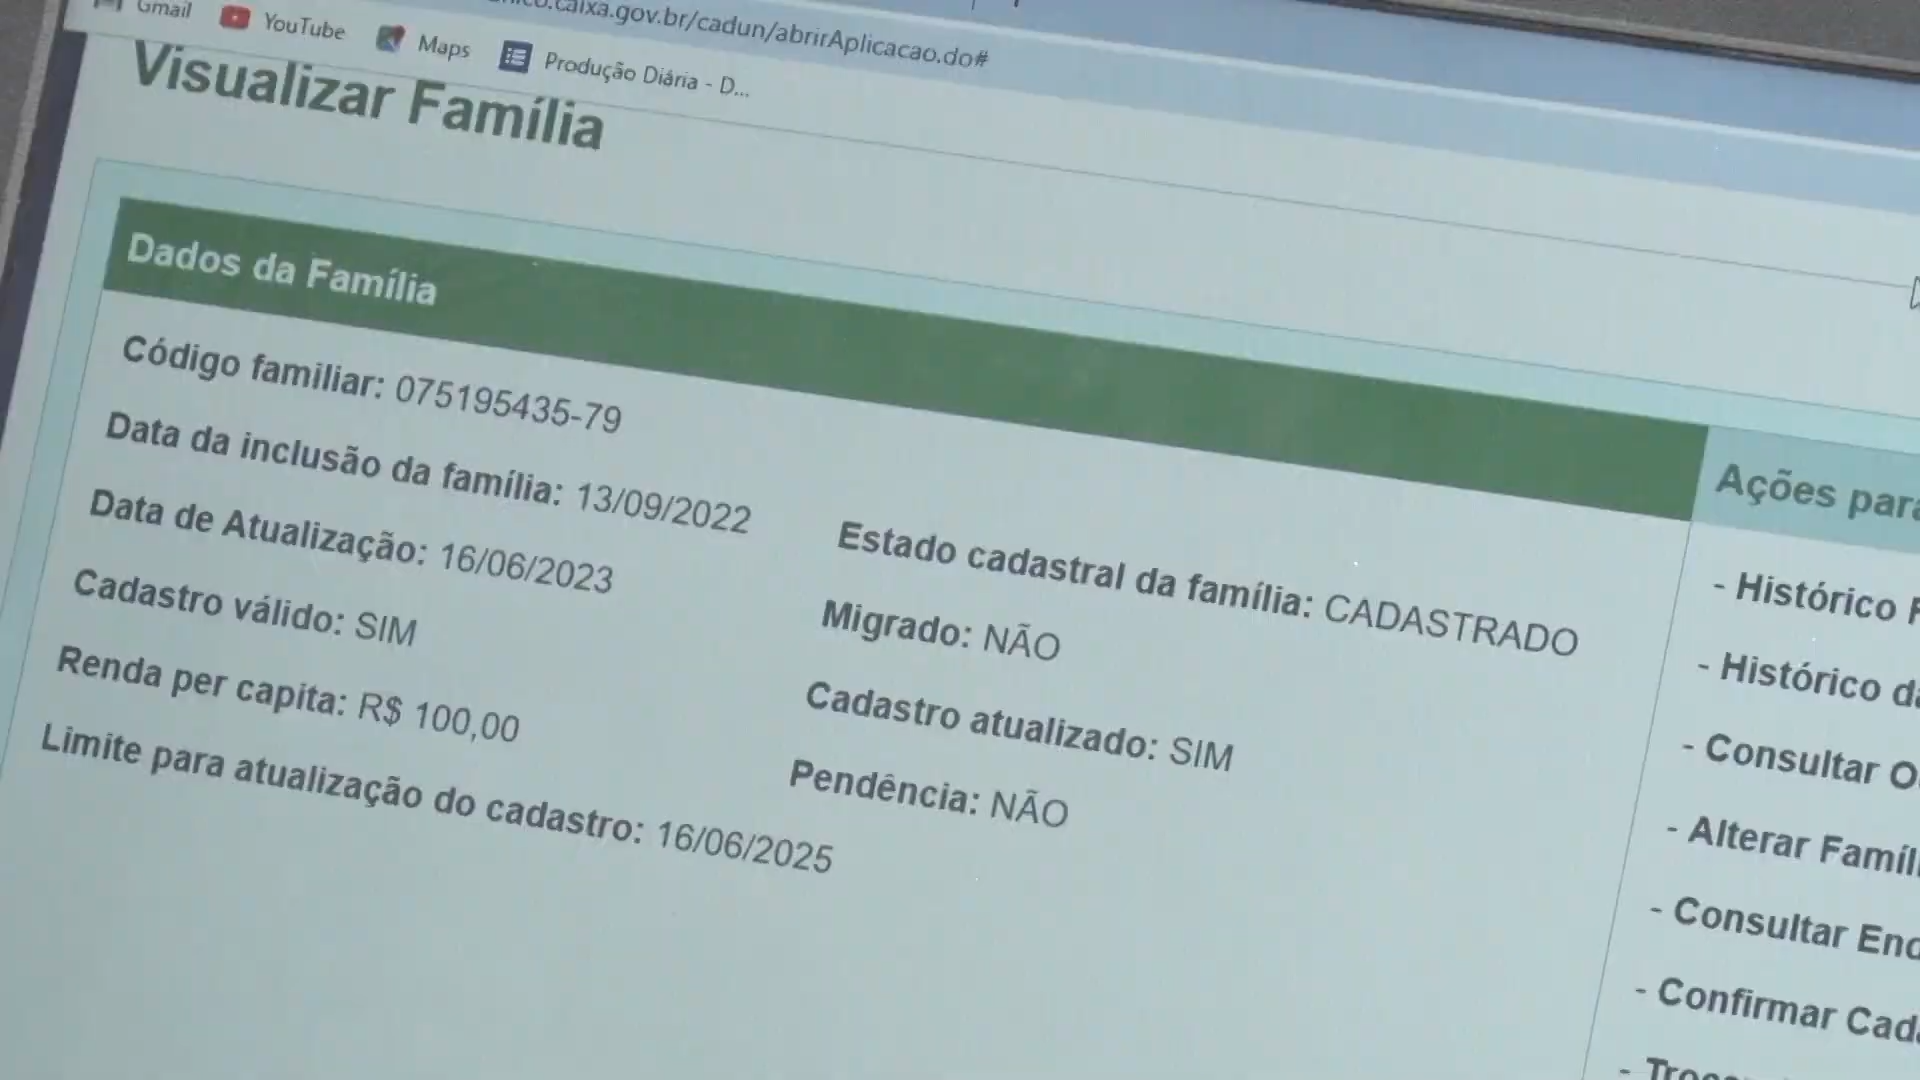 Gmail YouTube Maps Produção Diária - D...
caixa.gov.br/cadun/abrirAplicacao.do#
Visualizar Família
Dados da Família
Código familiar: 075195435-79
Data da inclusão da família: 13/09/2022
Estado cadastral da família: CADASTRADO
Data de Atualização: 16/06/2023
Migrado: NÃO
Cadastro válido: SIM
Cadastro atualizado: SIM
Renda per capita: R$ 100,00
Pendência: NÃO
Limite para atualização do cadastro: 16/06/2025
Ações para
- Histórico
- Histórico
- Consultar
- Alterar
- Consultar
- Confirmar